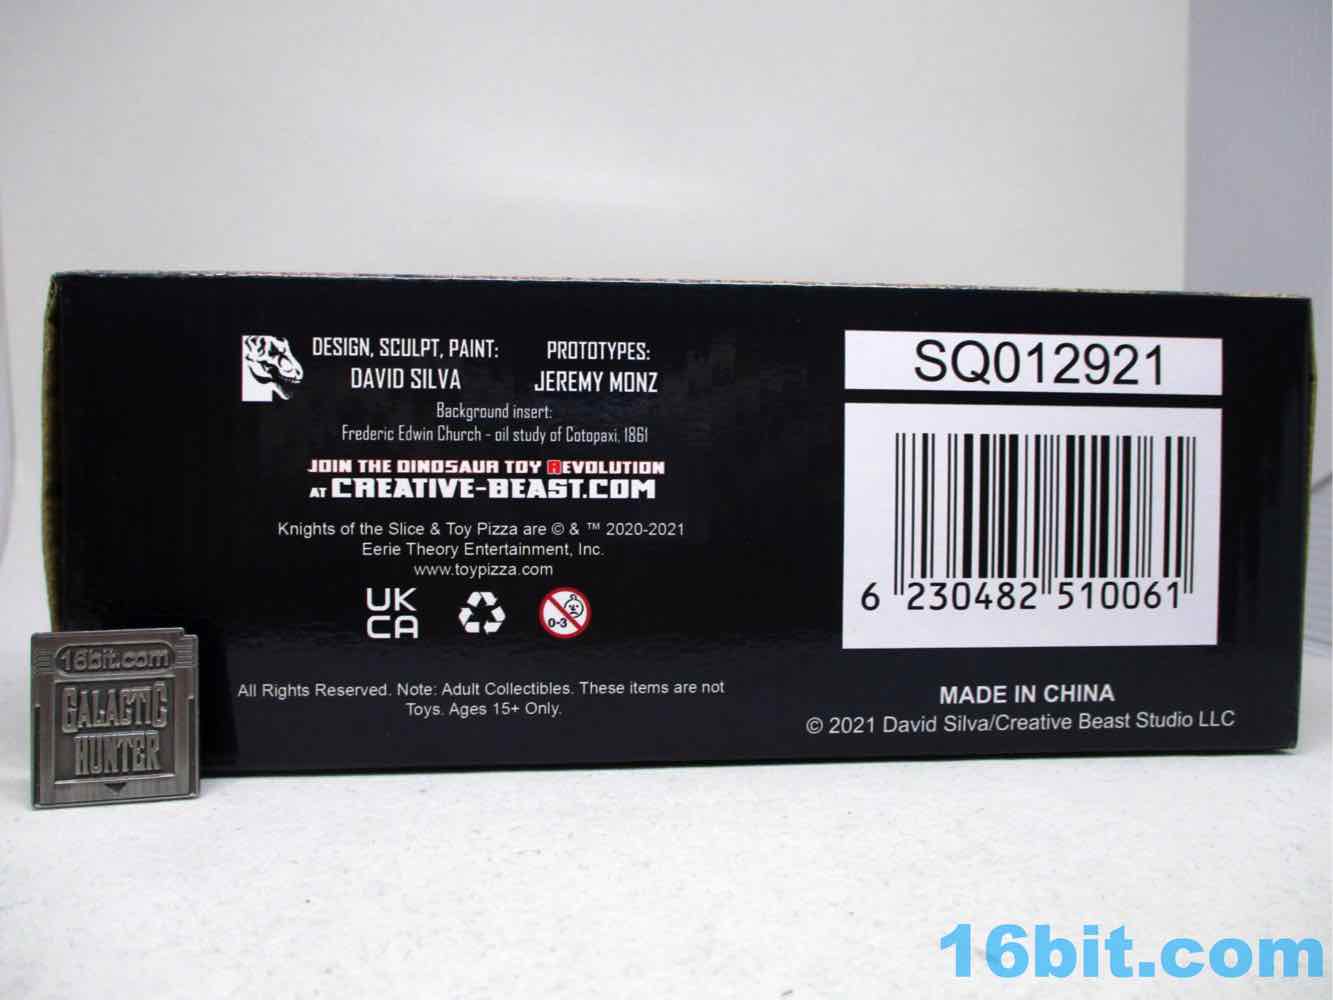 DESIGN, SCULPT, PAINT:
DAVID SILVA
PROTOTYPES:
JEREMY MONZ
Background insert:
Frederic Edwin Church - oil study of Cotopaxi, 1861
JOIN THE DINOSAUR TOY REVOLUTION
AT CREATIVE-BEAST.COM
Knights of the Slice & Toy Pizza are © & ™ 2020-2021
Eerie Theory Entertainment, Inc.
www.toypizza.com
UK
CA
0-3
All Rights Reserved. Note: Adult Collectibles. These items are not
Toys. Ages 15+ Only.
SQ012921
6 230482 510061
MADE IN CHINA
© 2021 David Silva/Creative Beast Studio LLC
16bit.com
GALACTIC
HUNTER
16bit.com